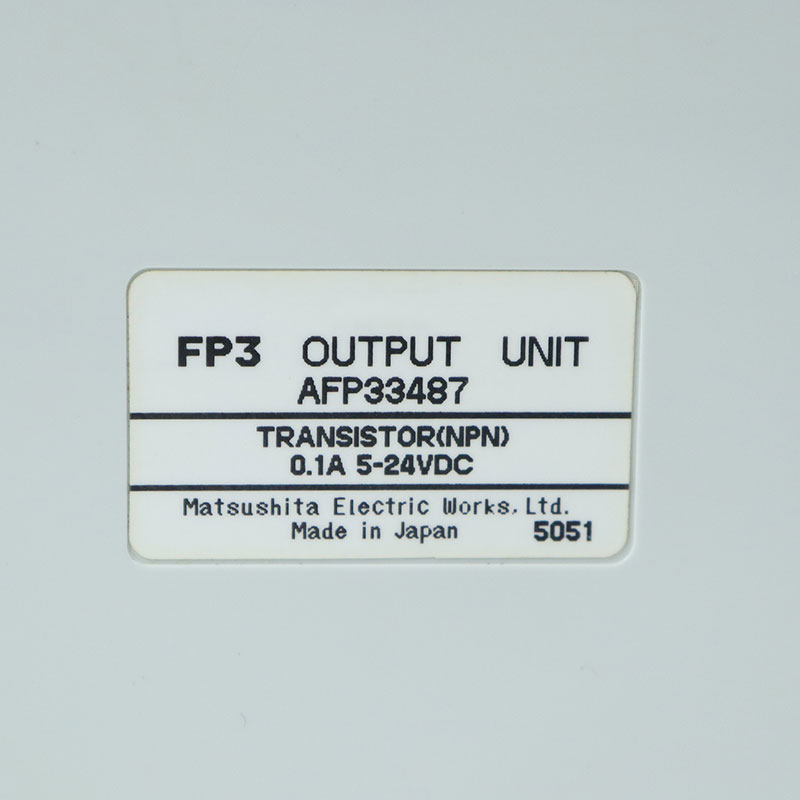 FP3 OUTPUT UNIT
AFP33487
TRANSISTOR(NPN)
0.1A 5-24VDC
Matsushita Electric Works, Ltd.
Made in Japan 5051